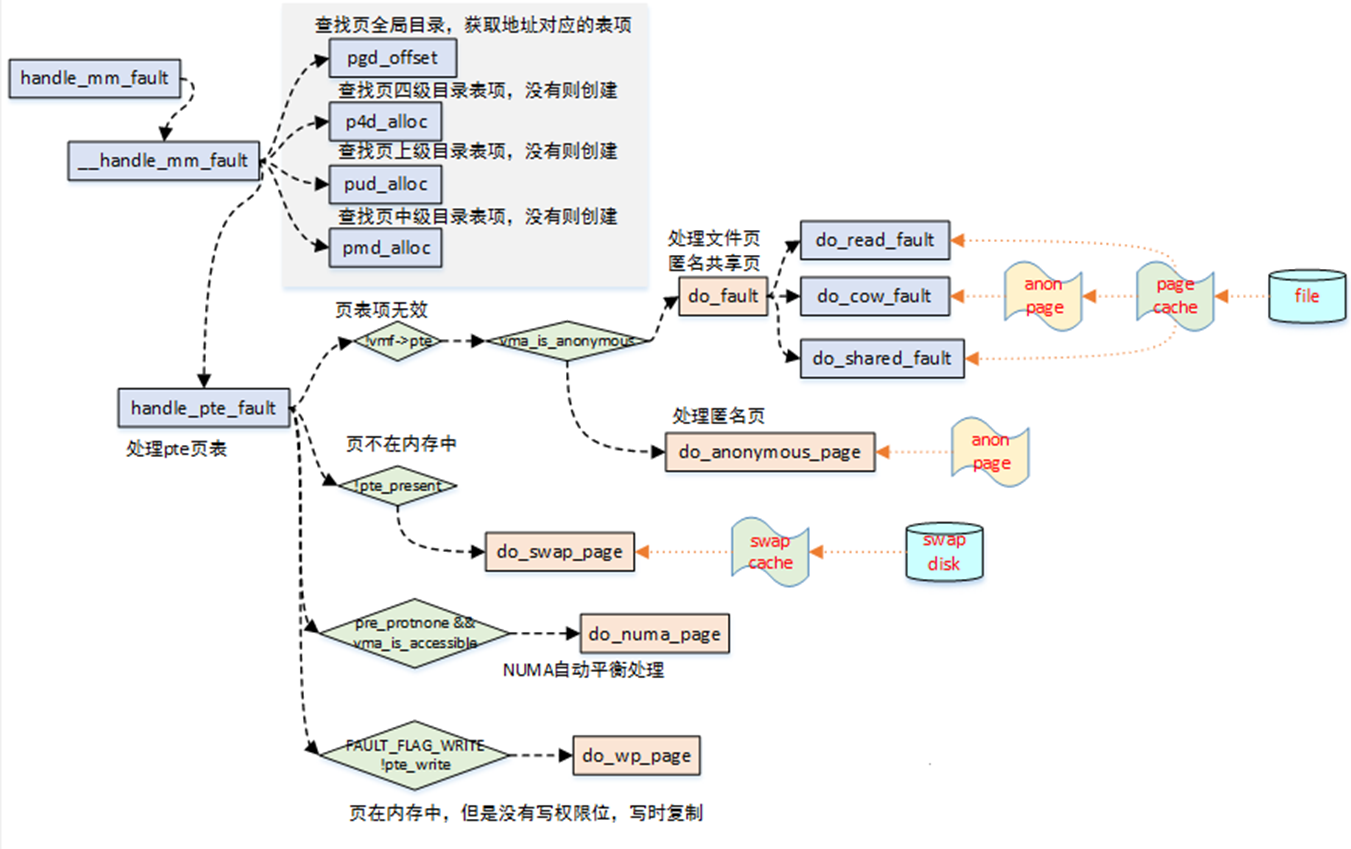 查找页全局目录，获取地址对应的表项
handle_mm_fault
pgd_offset
查找页四级目录表项，没有则创建
p4d_alloc
__handle_mm_fault
查找页上级目录表项，没有则创建
pud_alloc
查找页中级目录表项，没有则创建
pmd_alloc
处理文件页
匿名共享页
do_fault
do_read_fault
do_cow_fault
do_shared_fault
anon
page
page
cache
file
页表项无效
!vmf->pte
vma_is_anonymous
handle_pte_fault
处理pte页表
处理匿名页
do_anonymous_page
anon
page
页不在内存中
!pte_present
do_swap_page
swap
cache
swap
disk
pre_protnone &&
vma_is_accessible
do_numa_page
NUMA自动平衡处理
FAULT_FLAG_WRITE
!pte_write
do_wp_page
页在内存中，但是没有写权限位，写时复制